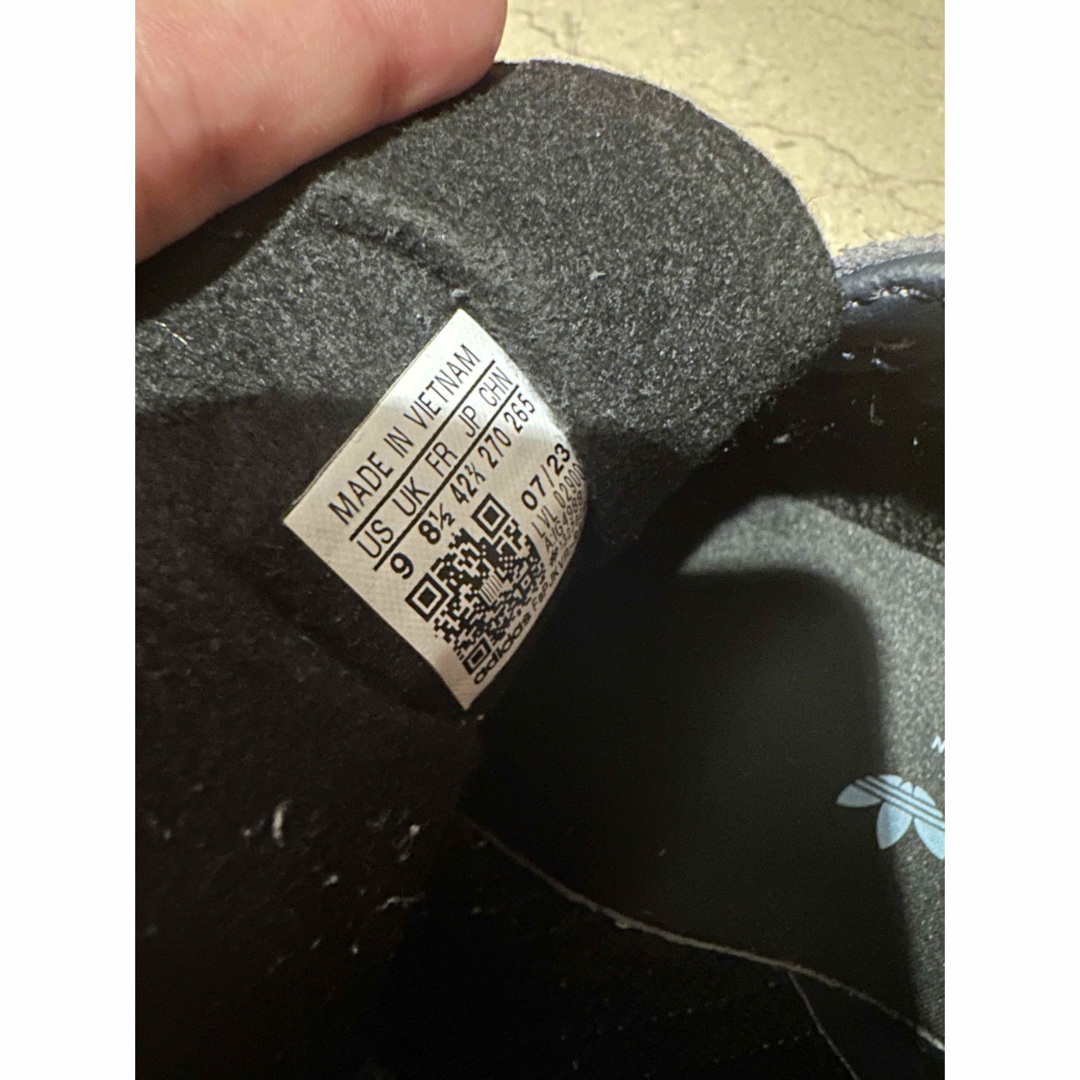 MADE IN VIETNAM
US UK FR JP CHN
9 8½ 42⅔ 270 265
07/23
adidas